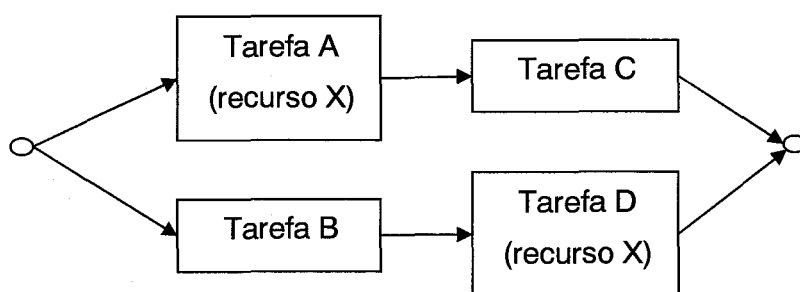 Tarefa A
(recurso X)
Tarefa C
Tarefa B
Tarefa D
(recurso X)